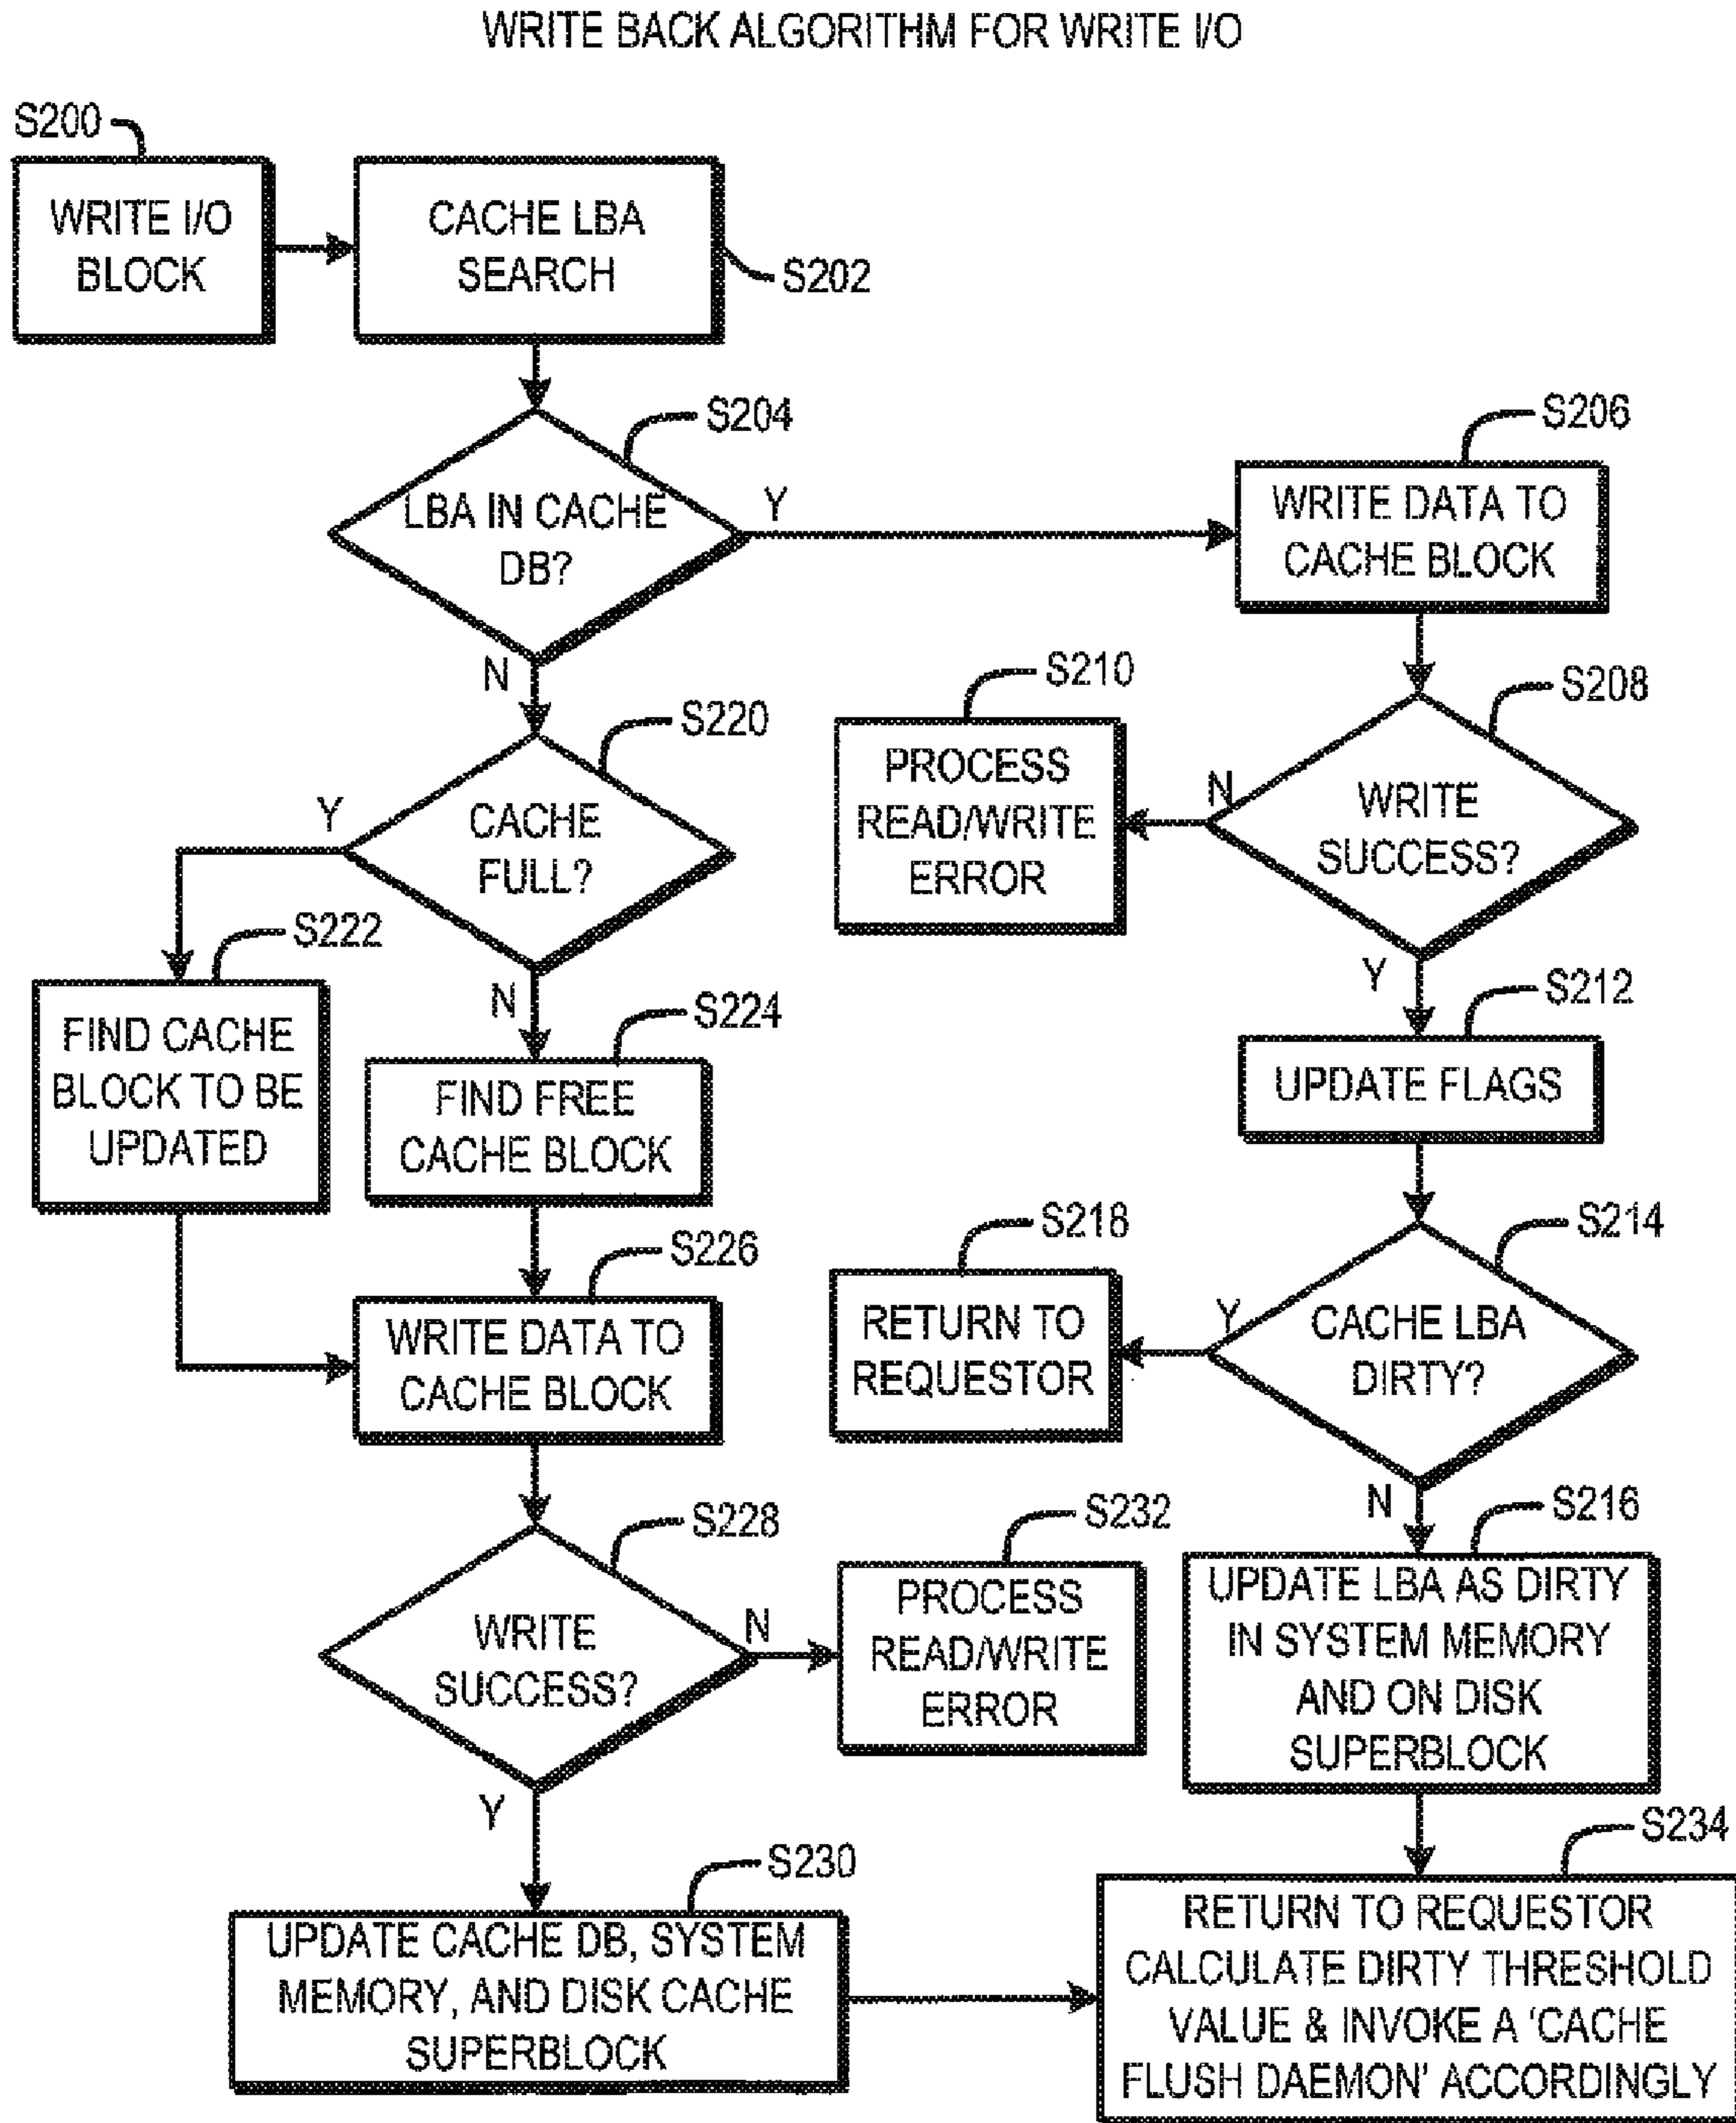 WRITE BACK ALGORITHM FOR WRITE I/O
S200
WRITE I/O
BLOCK
CACHE LBA
SEARCH
S202
S204
LBA IN CACHE
DB?
Y
N
S206
WRITE DATA TO
CACHE BLOCK
S208
WRITE
SUCCESS?
N
Y
S210
PROCESS
READ/WRITE
ERROR
S212
UPDATE FLAGS
S214
CACHE LBA
DIRTY?
Y
N
S218
RETURN TO
REQUESTOR
S216
UPDATE LBA AS DIRTY
IN SYSTEM MEMORY
AND ON DISK
SUPERBLOCK
S220
CACHE
FULL?
Y
N
S222
FIND CACHE
BLOCK TO BE
UPDATED
S224
FIND FREE
CACHE BLOCK
S226
WRITE DATA TO
CACHE BLOCK
S228
WRITE
SUCCESS?
N
Y
S232
PROCESS
READ/WRITE
ERROR
S230
UPDATE CACHE DB, SYSTEM
MEMORY, AND DISK CACHE
SUPERBLOCK
S234
RETURN TO REQUESTOR
CALCULATE DIRTY THRESHOLD
VALUE & INVOKE A 'CACHE
FLUSH DAEMON' ACCORDINGLY